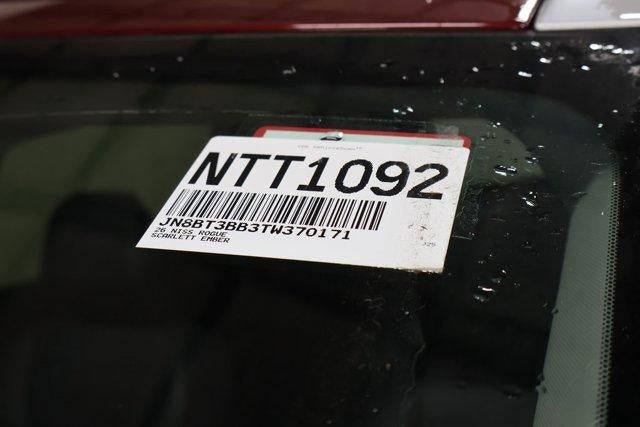 NTT1092
JN8BT3BB3TW370171
26 NISS ROGUE
SCARLETT EMBER